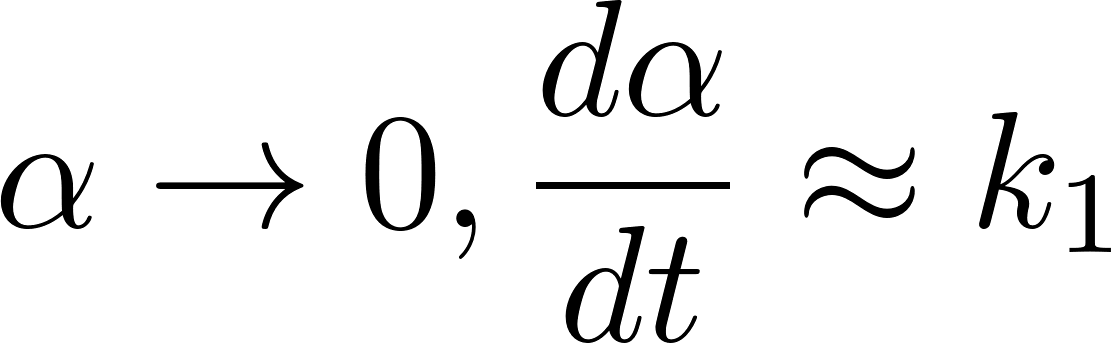 α → 0, dα/dt ≈ k₁